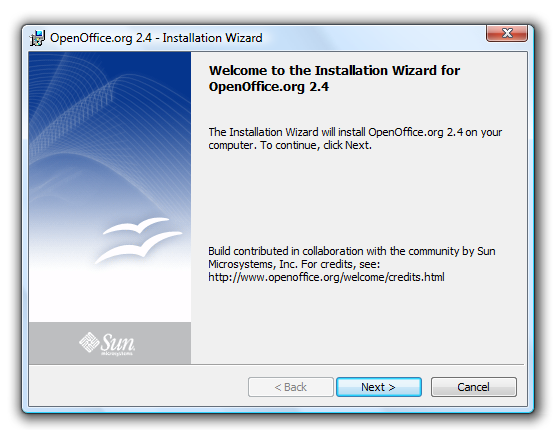 OpenOffice.org 2.4 - Installation Wizard
Welcome to the Installation Wizard for
OpenOffice.org 2.4
The Installation Wizard will install OpenOffice.org 2.4 on your
computer. To continue, click Next.
Build contributed in collaboration with the community by Sun
Microsystems, Inc. For credits, see:
http://www.openoffice.org/welcome/credits.html
Sun
microsystems
< Back
Next >
Cancel